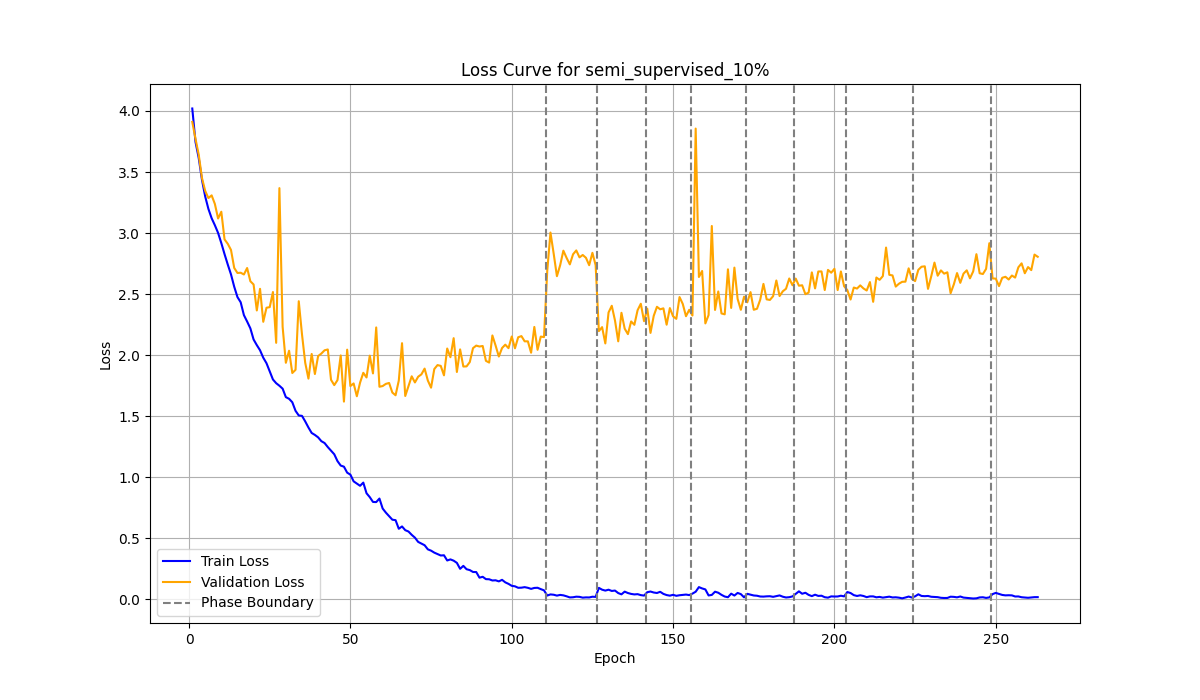 Loss Curve for semi_supervised_10%
Loss
4.0
3.5
3.0
2.5
2.0
1.5
1.0
0.5
0.0
Train Loss
Validation Loss
Phase Boundary
0
50
100
150
200
250
Epoch